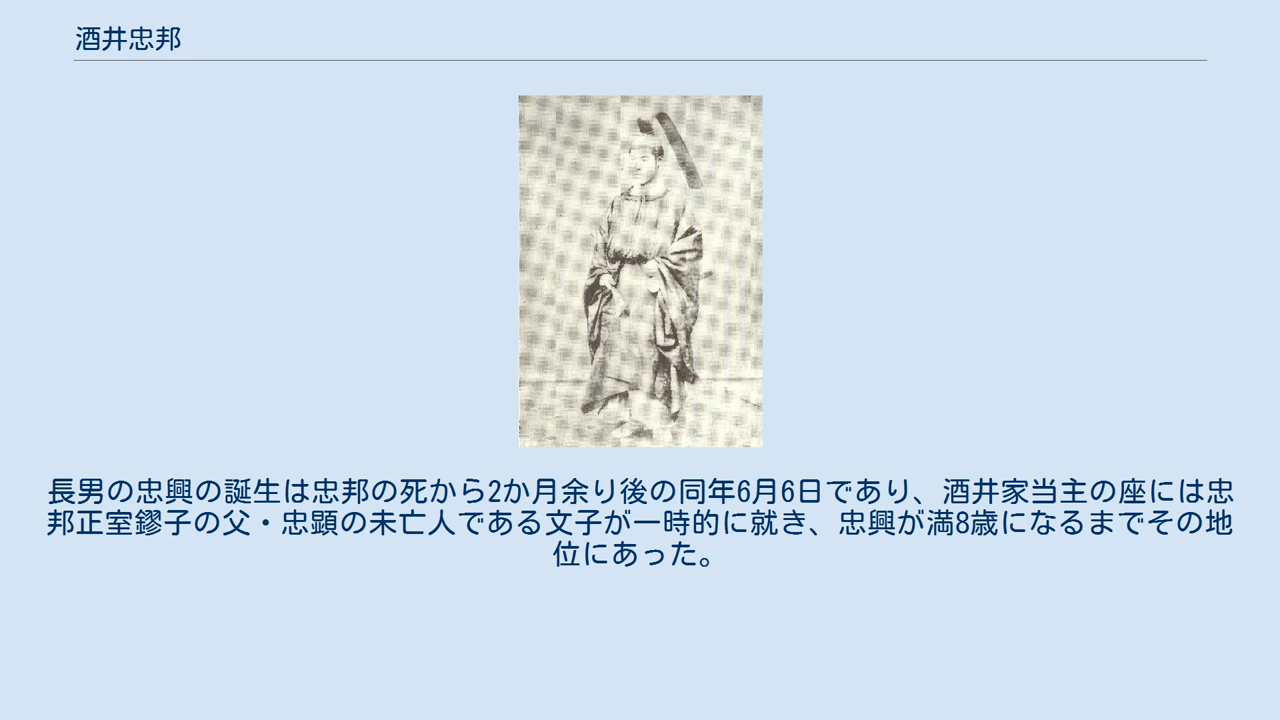 酒井忠邦
長男の忠興の誕生は忠邦の死から2か月余り後の同年6月6日であり、酒井家当主の座には忠
邦正室鏐子の父・忠顕の未亡人である文子が一時的に就き、忠興が満8歳になるまでその地
位にあった。